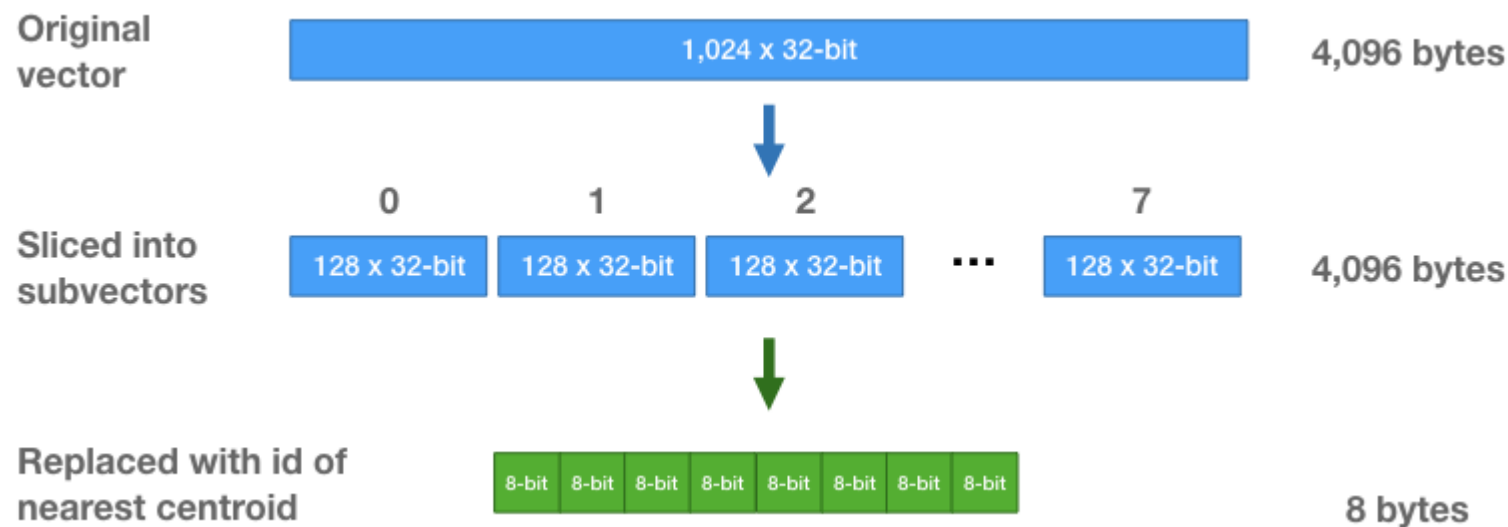 Original
vector
1,024 x 32-bit
4,096 bytes
0 1 2 7
Sliced into
subvectors
128 x 32-bit 128 x 32-bit 128 x 32-bit ... 128 x 32-bit
4,096 bytes
Replaced with id of
nearest centroid
8-bit 8-bit 8-bit 8-bit 8-bit 8-bit 8-bit 8-bit
8 bytes